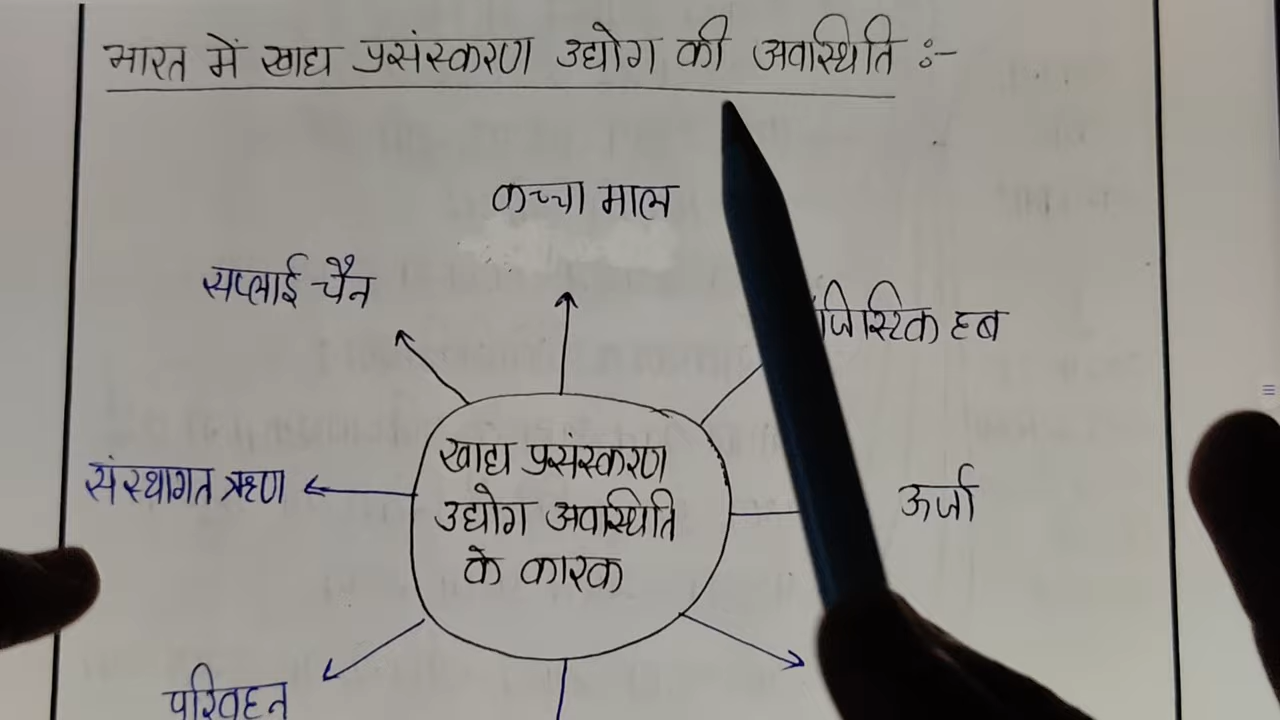 भारत में खाद्य प्रसंस्करण उद्योग की अवस्थिति :-
कच्चा माल
सप्लाई चैन
हब
खाद्य प्रसंस्करण
उद्योग अवस्थिति
के कारक
संस्थागत ऋण
ऊर्जा
परिवहन